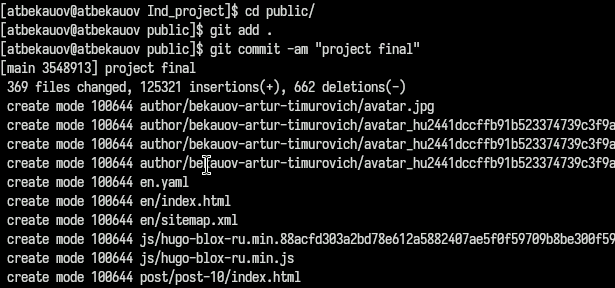 [atbekauov@atbekauov Ind_project]$ cd public/
[atbekauov@atbekauov public]$ git add .
[atbekauov@atbekauov public]$ git commit -am "project final"
[main 3548913] project final
369 files changed, 125321 insertions(+), 662 deletions(-)
create mode 100644 author/bekauov-artur-timurovich/avatar.jpg
create mode 100644 author/bekauov-artur-timurovich/avatar_hu2441dccffb91b523374739c3f9a
create mode 100644 author/bekauov-artur-timurovich/avatar_hu2441dccffb91b523374739c3f9a
create mode 100644 author/bekauov-artur-timurovich/avatar_hu2441dccffb91b523374739c3f9a
create mode 100644 en.yaml
create mode 100644 en/index.html
create mode 100644 en/sitemap.xml
create mode 100644 js/hugo-blox-ru.min.88acfd303a2bd78e612a5882407ae5f0f59709b8be300f59
create mode 100644 js/hugo-blox-ru.min.js
create mode 100644 post/post-10/index.html